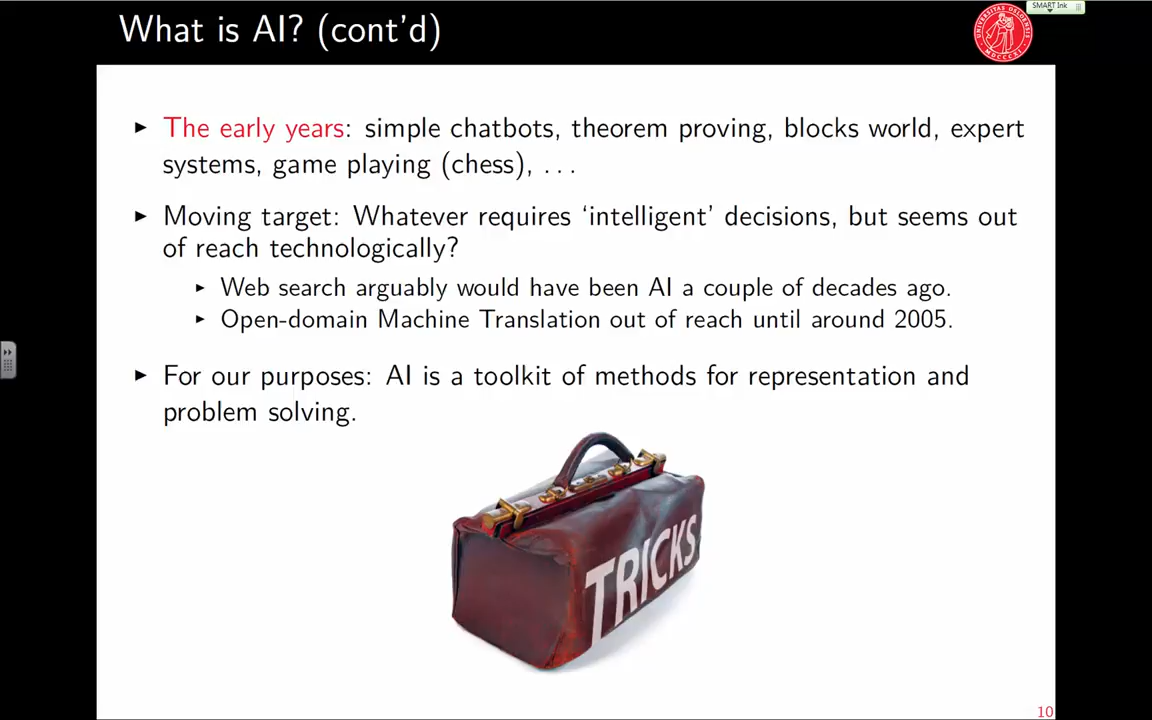 What is AI? (cont'd)
SMART Ink
UNIVERSITAS OSLOENSIS
MDCCCXI
▶ The early years: simple chatbots, theorem proving, blocks world, expert
systems, game playing (chess), . . .
▶ Moving target: Whatever requires ‘intelligent’ decisions, but seems out
of reach technologically?
▶ Web search arguably would have been AI a couple of decades ago.
▶ Open-domain Machine Translation out of reach until around 2005.
▶ For our purposes: AI is a toolkit of methods for representation and
problem solving.
TRICKS
10